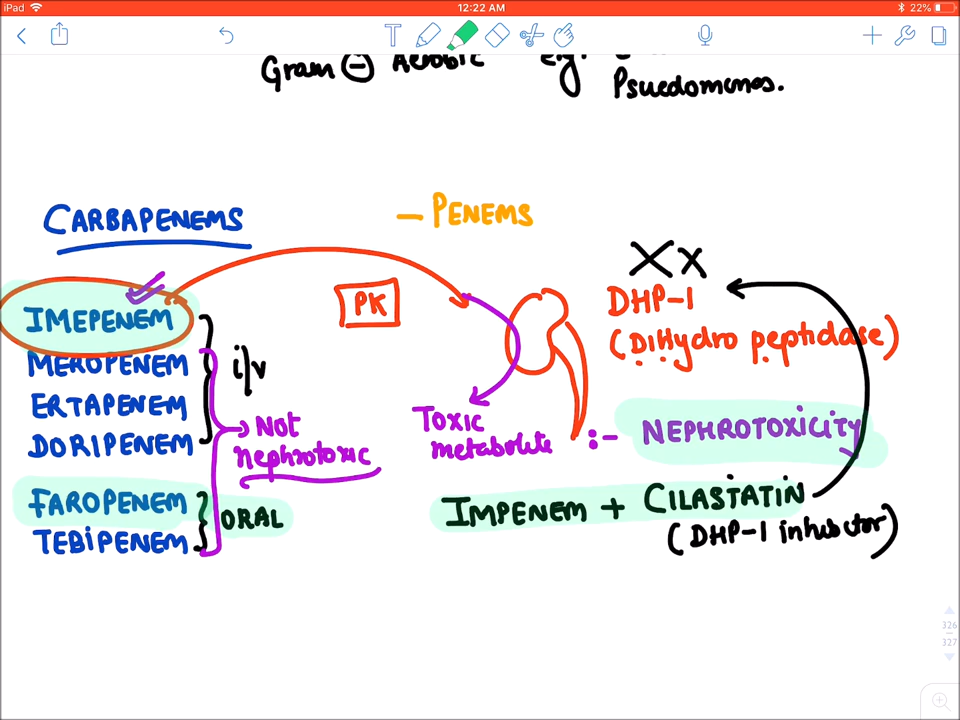 iPad
12:22 AM
22%
Gram ⊖ Aerobic
Psuedomonas.
CARBAPENEMS
– PENEMS
XX
IMEPENEM
PK
DHP-1
(DiHydro peptidase)
MEROPENEM
i/v
ERTAPENEM
DORIPENEM
→ NOT
nephrotoxic
TOXIC
metabolite
:- NEPHROTOXICITY
FAROPENEM
ORAL
TEBIPENEM
IMPENEM + CILASTATIN
(DHP-1 inhibitor)
326
327